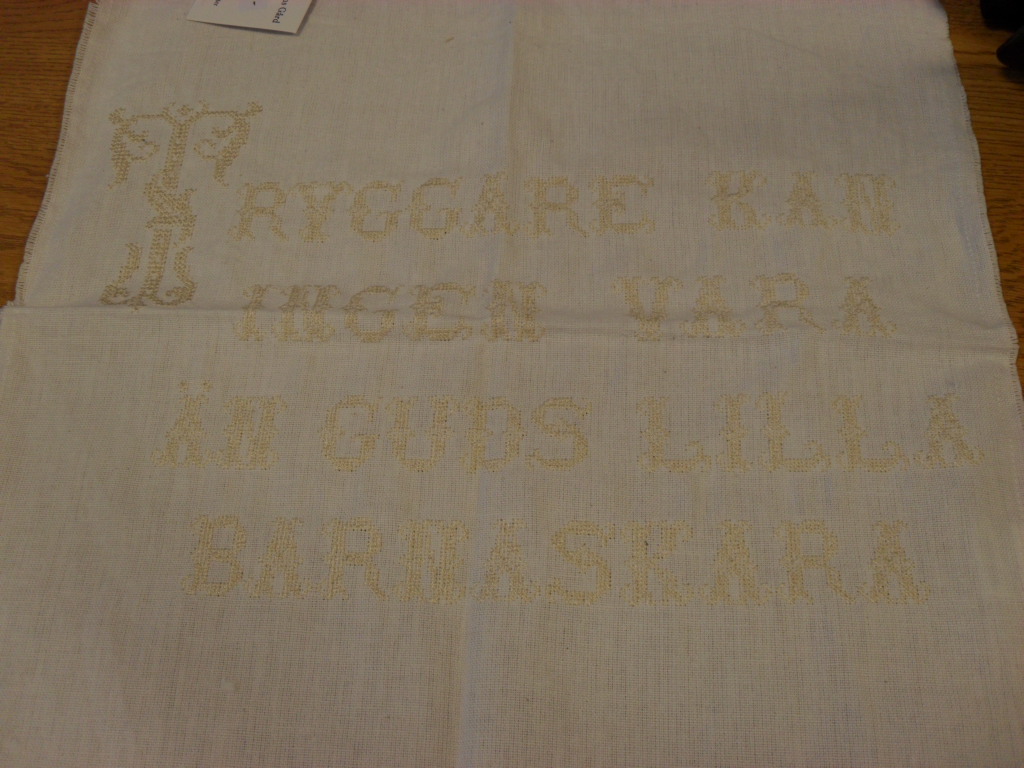 TRYGGARE KAN
INGEN VARA
ÄN GUDS LILLA
BARNASKARA